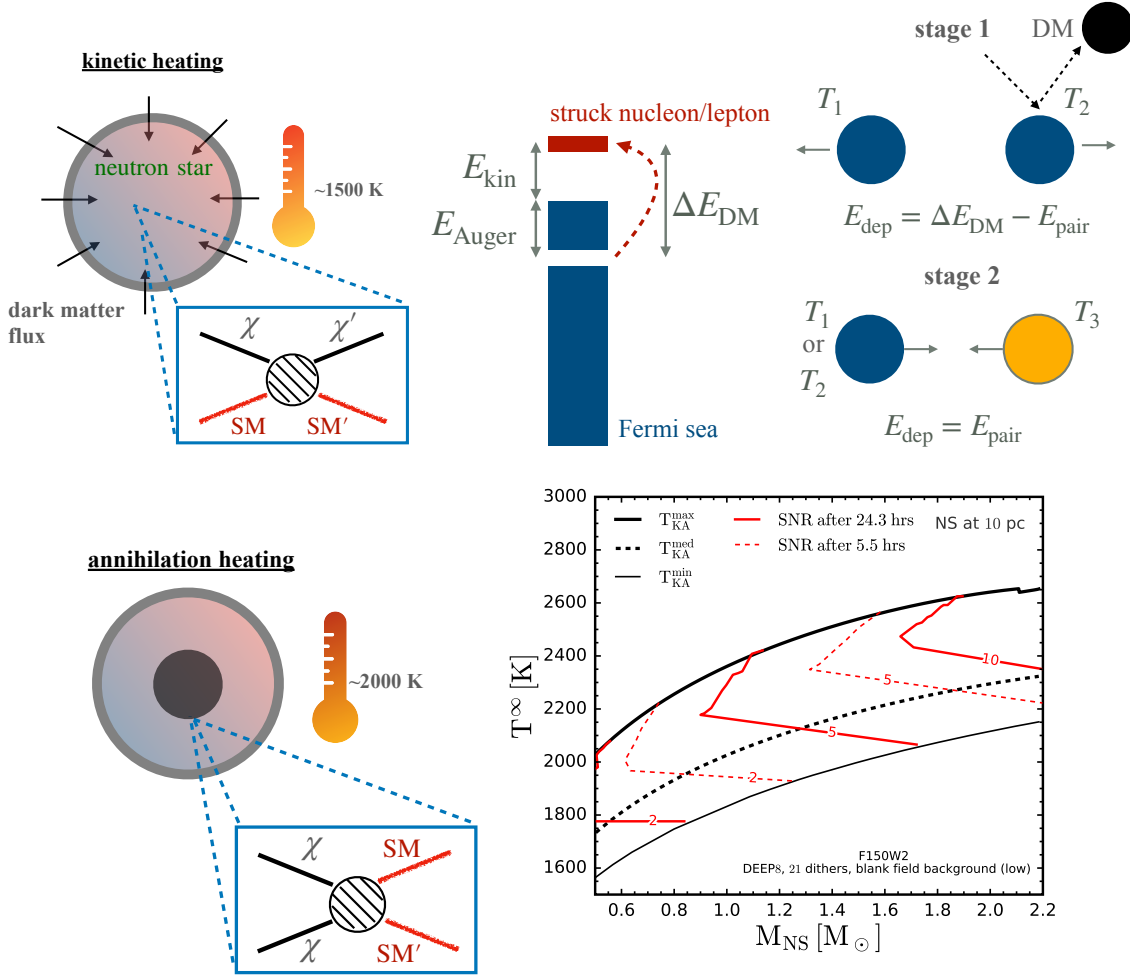 kinetic heating
neutron star
~1500 K
dark matter
flux
χ
χ′
SM
SM′
struck nucleon/lepton
E_kin
E_Auger
ΔE_DM
Fermi sea
stage 1
DM
T_1
T_2
E_dep = ΔE_DM − E_pair
stage 2
T_1
or
T_2
T_3
E_dep = E_pair
annihilation heating
~2000 K
χ
SM
χ
SM′
3000
2800
2600
2400
2200
2000
1800
1600
T^∞ [K]
T_KA^max
T_KA^med
T_KA^min
SNR after 24.3 hrs
SNR after 5.5 hrs
NS at 10 pc
10
5
5
2
2
F150W2
DEEP8, 21 dithers, blank field background (low)
0.6 0.8 1.0 1.2 1.4 1.6 1.8 2.0 2.2
M_NS [M_⊙]